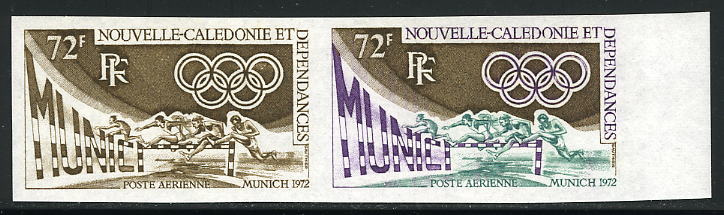 72F
NOUVELLE-CALEDONIE ET
DEPENDANCES
RF
MUNICH
POSTE AERIENNE
MUNICH 1972
72F
NOUVELLE-CALEDONIE ET
DEPENDANCES
RF
MUNICH
POSTE AERIENNE
MUNICH 1972